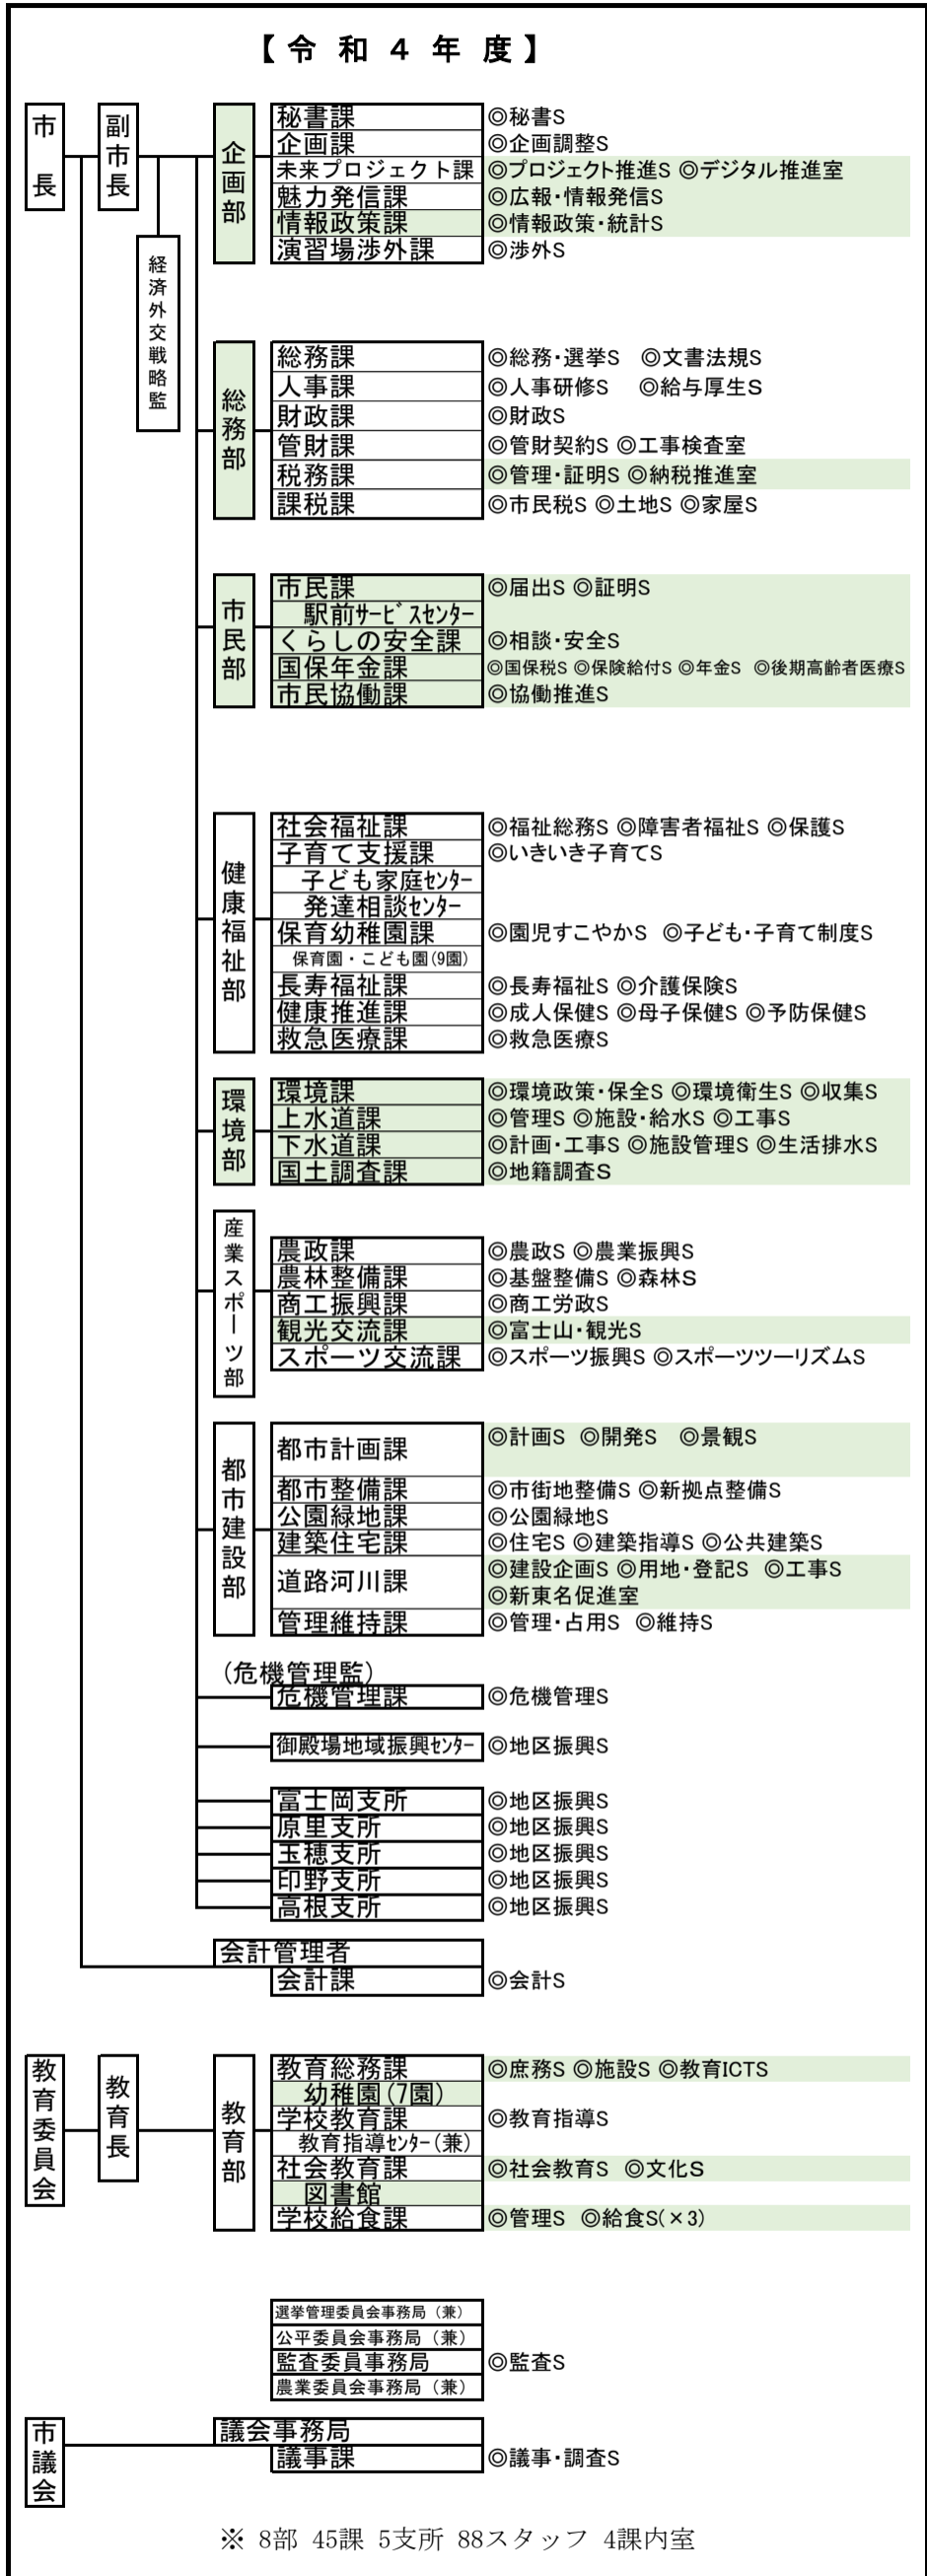 【令和４年度】
市長
副市長
経済外交戦略監
企画部
秘書課 ◎秘書S
企画課 ◎企画調整S
未来プロジェクト課 ◎プロジェクト推進S ◎デジタル推進室
魅力発信課 ◎広報・情報発信S
情報政策課 ◎情報政策・統計S
演習場渉外課 ◎渉外S
総務部
総務課 ◎総務・選挙S ◎文書法規S
人事課 ◎人事研修S ◎給与厚生S
財政課 ◎財政S
管財課 ◎管財契約S ◎工事検査室
税務課 ◎管理・証明S ◎納税推進室
課税課 ◎市民税S ◎土地S ◎家屋S
市民部
市民課 ◎届出S ◎証明S
駅前ｻｰﾋﾞｽｾﾝﾀｰ
くらしの安全課 ◎相談・安全S
国保年金課 ◎国保税S ◎保険給付S ◎年金S ◎後期高齢者医療S
市民協働課 ◎協働推進S
健康福祉部
社会福祉課 ◎福祉総務S ◎障害者福祉S ◎保護S
子育て支援課 ◎いきいき子育てS
子ども家庭ｾﾝﾀｰ
発達相談ｾﾝﾀｰ
保育幼稚園課 ◎園児すこやかS ◎子ども・子育て制度S
保育園・こども園(9園)
長寿福祉課 ◎長寿福祉S ◎介護保険S
健康推進課 ◎成人保健S ◎母子保健S ◎予防保健S
救急医療課 ◎救急医療S
環境部
環境課 ◎環境政策・保全S ◎環境衛生S ◎収集S
上水道課 ◎管理S ◎施設・給水S ◎工事S
下水道課 ◎計画・工事S ◎施設管理S ◎生活排水S
国土調査課 ◎地籍調査S
産業スポーツ部
農政課 ◎農政S ◎農業振興S
農林整備課 ◎基盤整備S ◎森林S
商工振興課 ◎商工労政S
観光交流課 ◎富士山・観光S
スポーツ交流課 ◎スポーツ振興S ◎スポーツツーリズムS
都市建設部
都市計画課 ◎計画S ◎開発S ◎景観S
都市整備課 ◎市街地整備S ◎新拠点整備S
公園緑地課 ◎公園緑地S
建築住宅課 ◎住宅S ◎建築指導S ◎公共建築S
道路河川課 ◎建設企画S ◎用地・登記S ◎工事S
◎新東名促進室
管理維持課 ◎管理・占用S ◎維持S
(危機管理監)
危機管理課 ◎危機管理S
御殿場地域振興ｾﾝﾀｰ ◎地区振興S
富士岡支所 ◎地区振興S
原里支所 ◎地区振興S
玉穂支所 ◎地区振興S
印野支所 ◎地区振興S
高根支所 ◎地区振興S
会計管理者
会計課 ◎会計S
教育委員会
教育長
教育部
教育総務課 ◎庶務S ◎施設S ◎教育ICTS
幼稚園(7園)
学校教育課 ◎教育指導S
教育指導ｾﾝﾀｰ(兼)
社会教育課 ◎社会教育S ◎文化S
図書館
学校給食課 ◎管理S ◎給食S(×3)
選挙管理委員会事務局（兼）
公平委員会事務局（兼）
監査委員事務局 ◎監査S
農業委員会事務局（兼）
市議会
議会事務局
議事課 ◎議事・調査S
※ 8部 45課 5支所 88スタッフ 4課内室